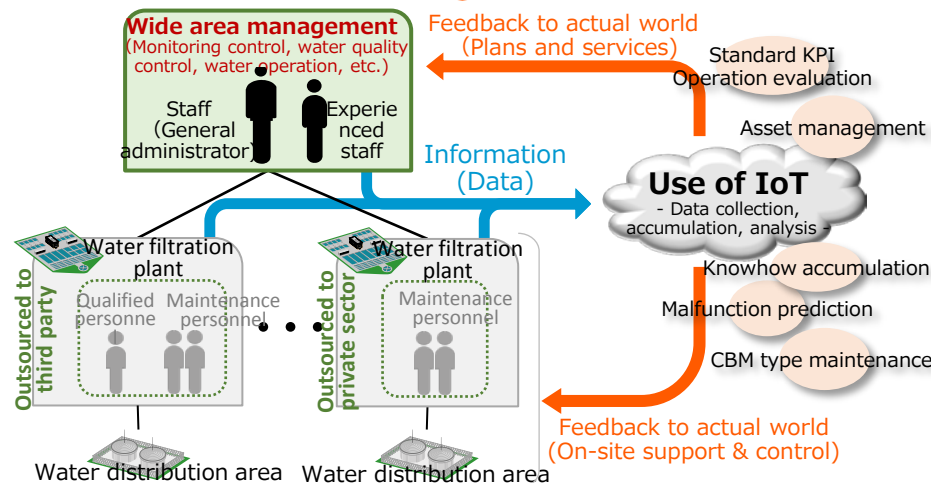 Wide area management
(Monitoring control, water quality
control, water operation, etc.)
Staff
(General
administrator)
Experie
nced
staff
Feedback to actual world
(Plans and services)
Standard KPI
Operation evaluation
Asset management
Information
(Data)
Use of IoT
- Data collection,
accumulation, analysis -
Knowhow accumulation
Malfunction prediction
CBM type maintenance
Feedback to actual world
(On-site support & control)
Outsourced to
third party
Water filtration
plant
Qualified
personne
Maintenance
personnel
Water distribution area
Outsourced to
private sector
Water filtration
plant
Maintenance
personnel
Water distribution area